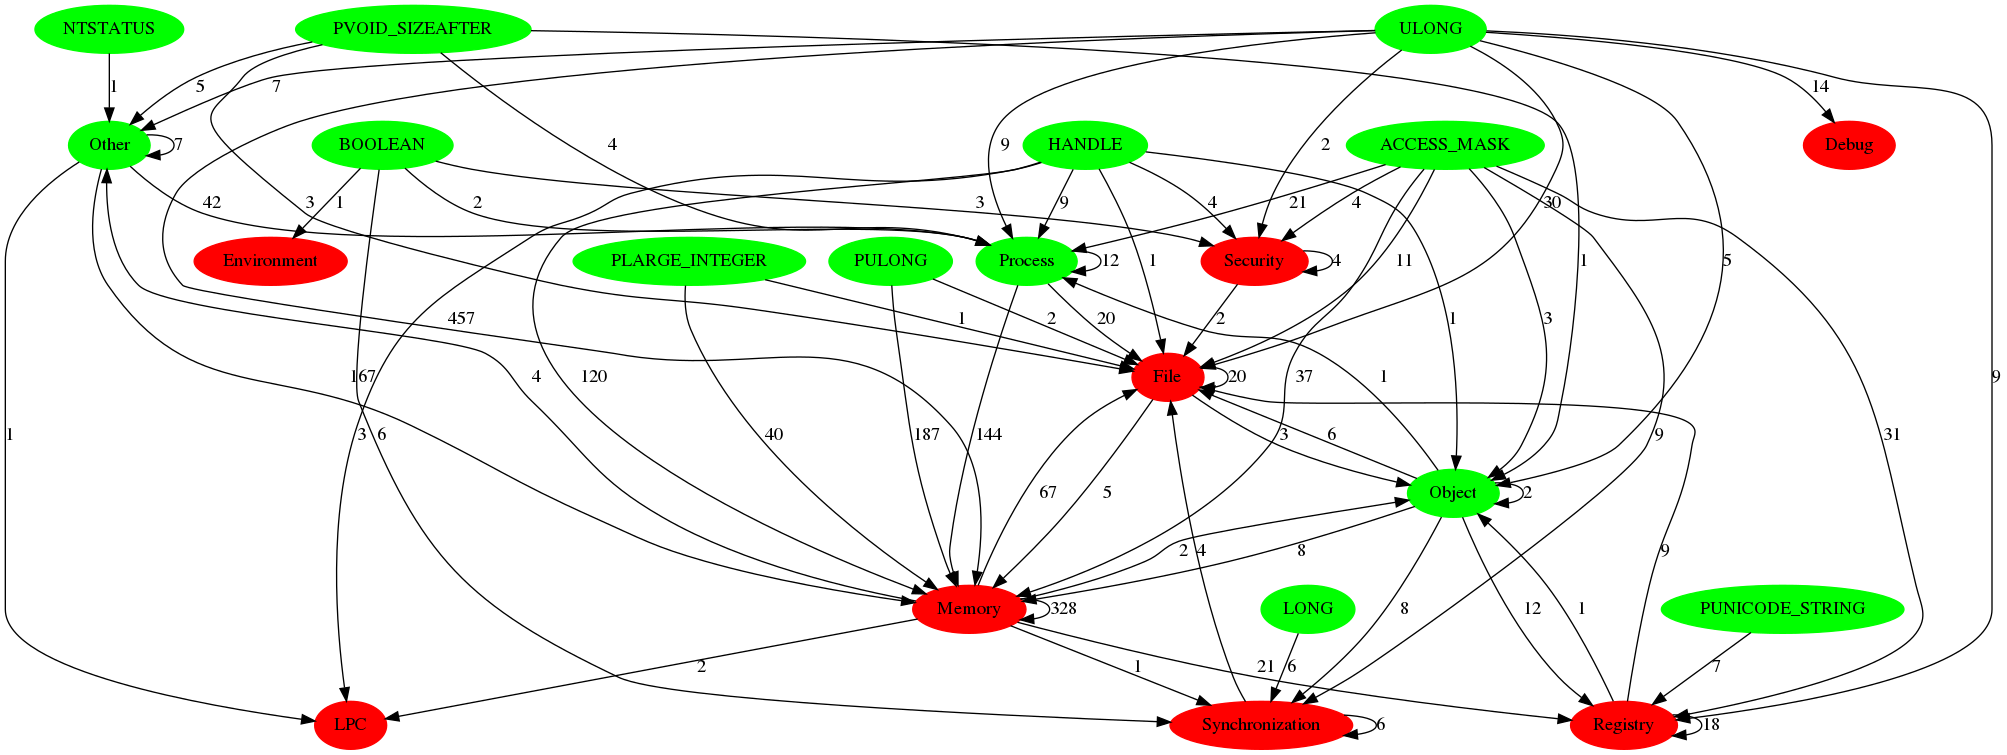 NTSTATUS PVOID_SIZEAFTER ULONG
1 5 7 14
Other BOOLEAN HANDLE ACCESS_MASK Debug
7 4 9 2
42 3 1 2 3 9 4 1 21 4 30
Environment PLARGE_INTEGER PULONG Process Security
12 4 1 5
457 1 2 20 2 1 3
167 4 120 File 20 37 11 1 9
1 3 6 40 187 144 3 6 9 31
67 5 Object 2
2 4 8 9
Memory 328 LONG 8 12 1 PUNICODE_STRING
2 1 6 21 7
LPC Synchronization 6 Registry 18